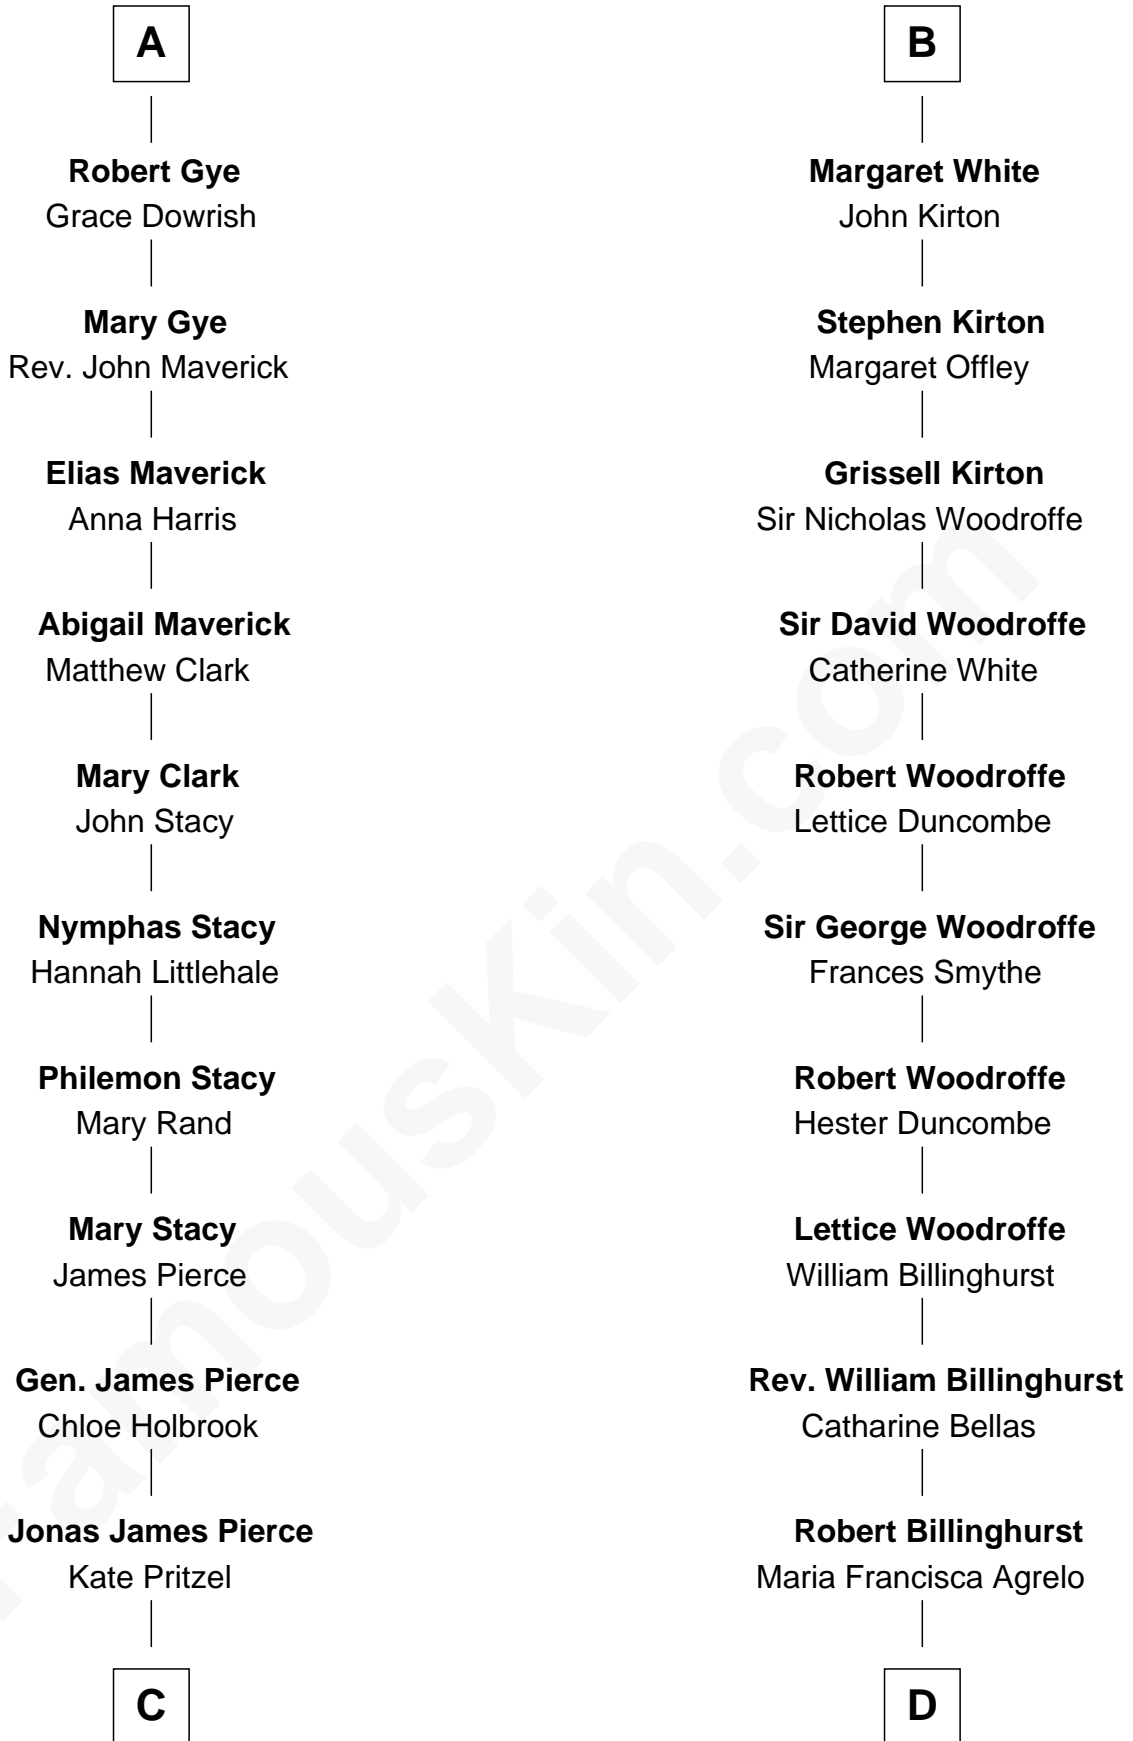 A
Robert Gye
Grace Dowrish
Mary Gye
Rev. John Maverick
Elias Maverick
Anna Harris
Abigail Maverick
Matthew Clark
Mary Clark
John Stacy
Nymphas Stacy
Hannah Littlehale
Philemon Stacy
Mary Rand
Mary Stacy
James Pierce
Gen. James Pierce
Chloe Holbrook
Jonas James Pierce
Kate Pritzel
C
B
Margaret White
John Kirton
Stephen Kirton
Margaret Offley
Grissell Kirton
Sir Nicholas Woodroffe
Sir David Woodroffe
Catherine White
Robert Woodroffe
Lettice Duncombe
Sir George Woodroffe
Frances Smythe
Robert Woodroffe
Hester Duncombe
Lettice Woodroffe
William Billinghurst
Rev. William Billinghurst
Catharine Bellas
Robert Billinghurst
Maria Francisca Agrelo
D
FamousKin.com